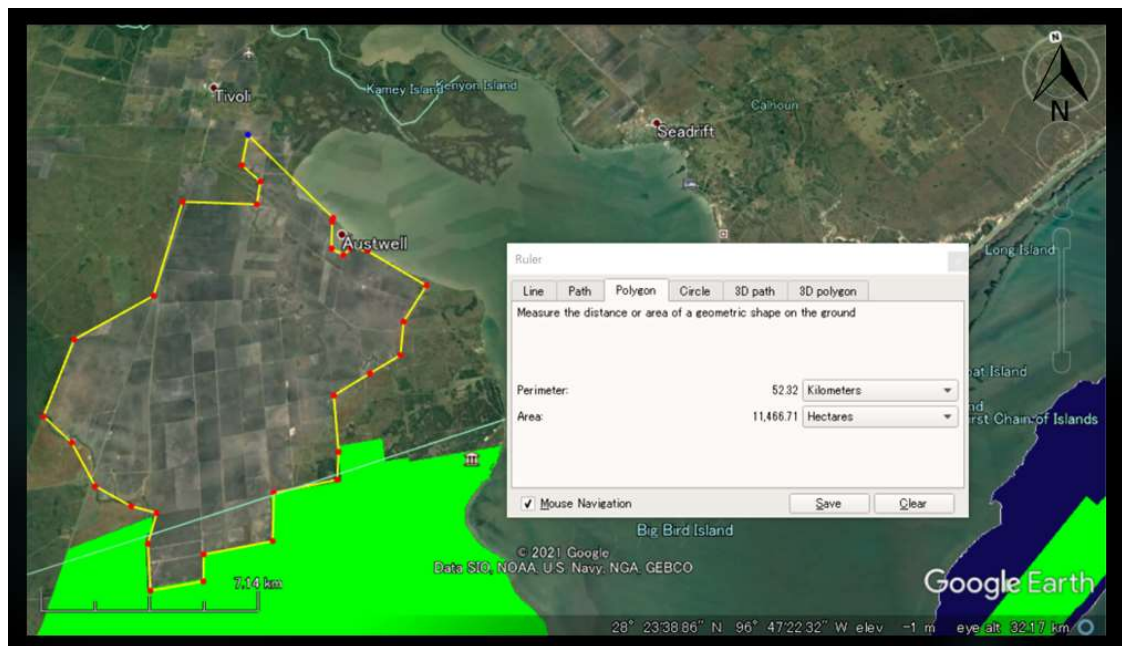 N
Tivoli
Kamey Island
Kenyon Island
Calhoun
Seadrift
N
Austwell
Long Island
Ruler
Line Path Polygon Circle 3D path 3D polygon
Measure the distance or area of a geometric shape on the ground
Perimeter: 52.32 Kilometers
Area: 11,466.71 Hectares
Mouse Navigation Save Clear
Island
First Chain of Islands
Big Bird Island
© 2021 Google
Data SIO, NOAA, U.S. Navy, NGA, GEBCO
7.14 km
Google Earth
28° 23'38.86" N 96° 47'22.32" W elev -1 m eye alt 32.17 km